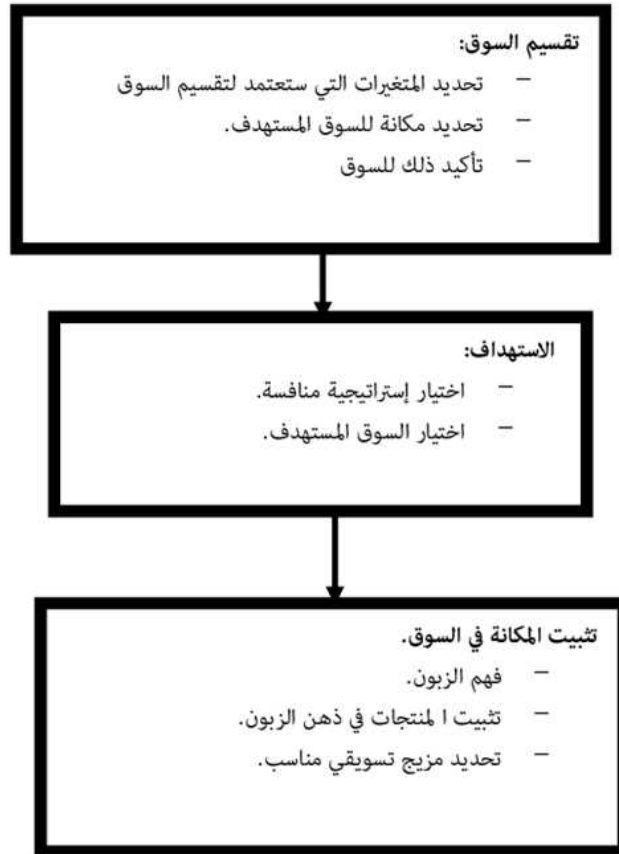 تقسيم السوق:
– تحديد المتغيرات التي ستعتمد لتقسيم السوق
– تحديد مكانة للسوق المستهدف.
– تأكيد ذلك للسوق
الاستهداف:
– اختيار إستراتيجية منافسة.
– اختيار السوق المستهدف.
تثبيت المكانة في السوق.
– فهم الزبون.
– تثبيت ا لمنتجات في ذهن الزبون.
– تحديد مزيج تسويقي مناسب.